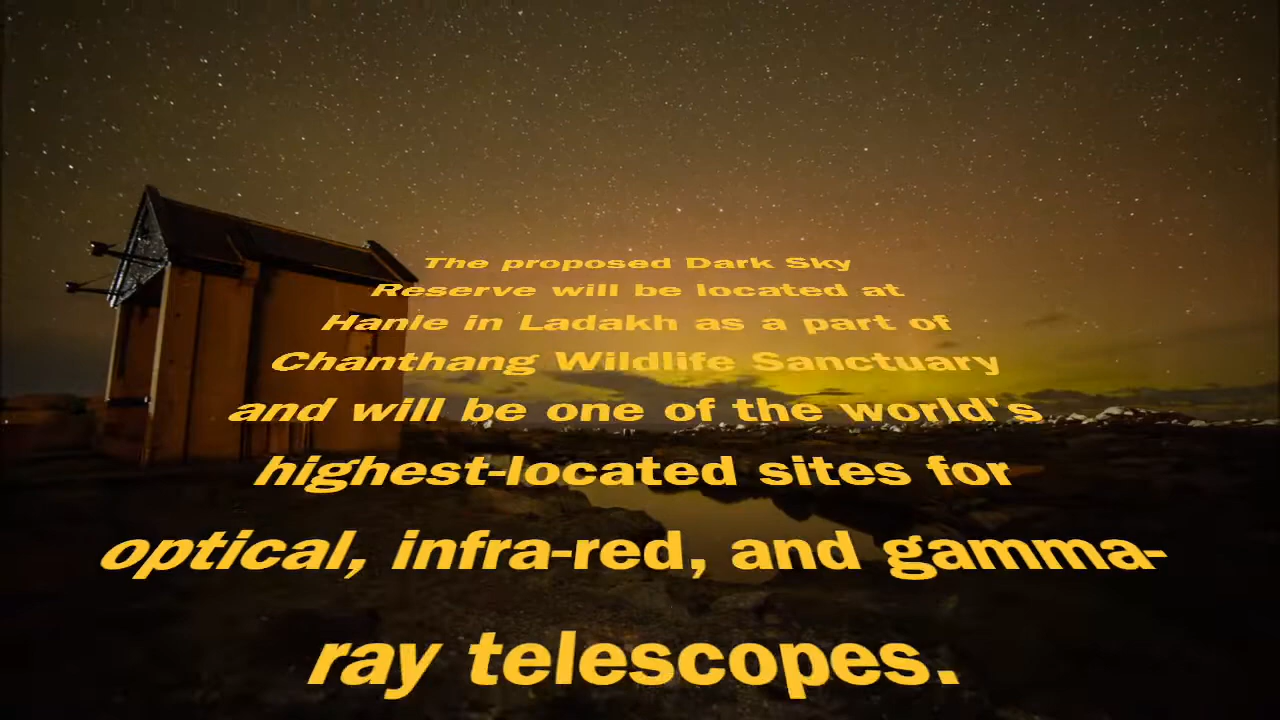 The proposed Dark Sky
Reserve will be located at
Hanle in Ladakh as a part of
Chanthang Wildlife Sanctuary
and will be one of the world's
highest-located sites for
optical, infra-red, and gamma-
ray telescopes.